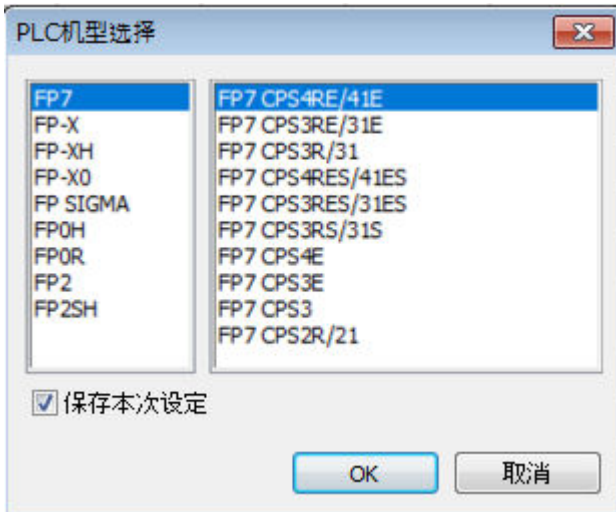 PLC机型选择
FP7
FP-X
FP-XH
FP-X0
FP SIGMA
FP0H
FP0R
FP2
FP2SH
FP7 CPS4RE/41E
FP7 CPS3RE/31E
FP7 CPS3R/31
FP7 CPS4RES/41ES
FP7 CPS3RES/31ES
FP7 CPS3RS/31S
FP7 CPS4E
FP7 CPS3E
FP7 CPS3
FP7 CPS2R/21
保存本次设定
OK
取消